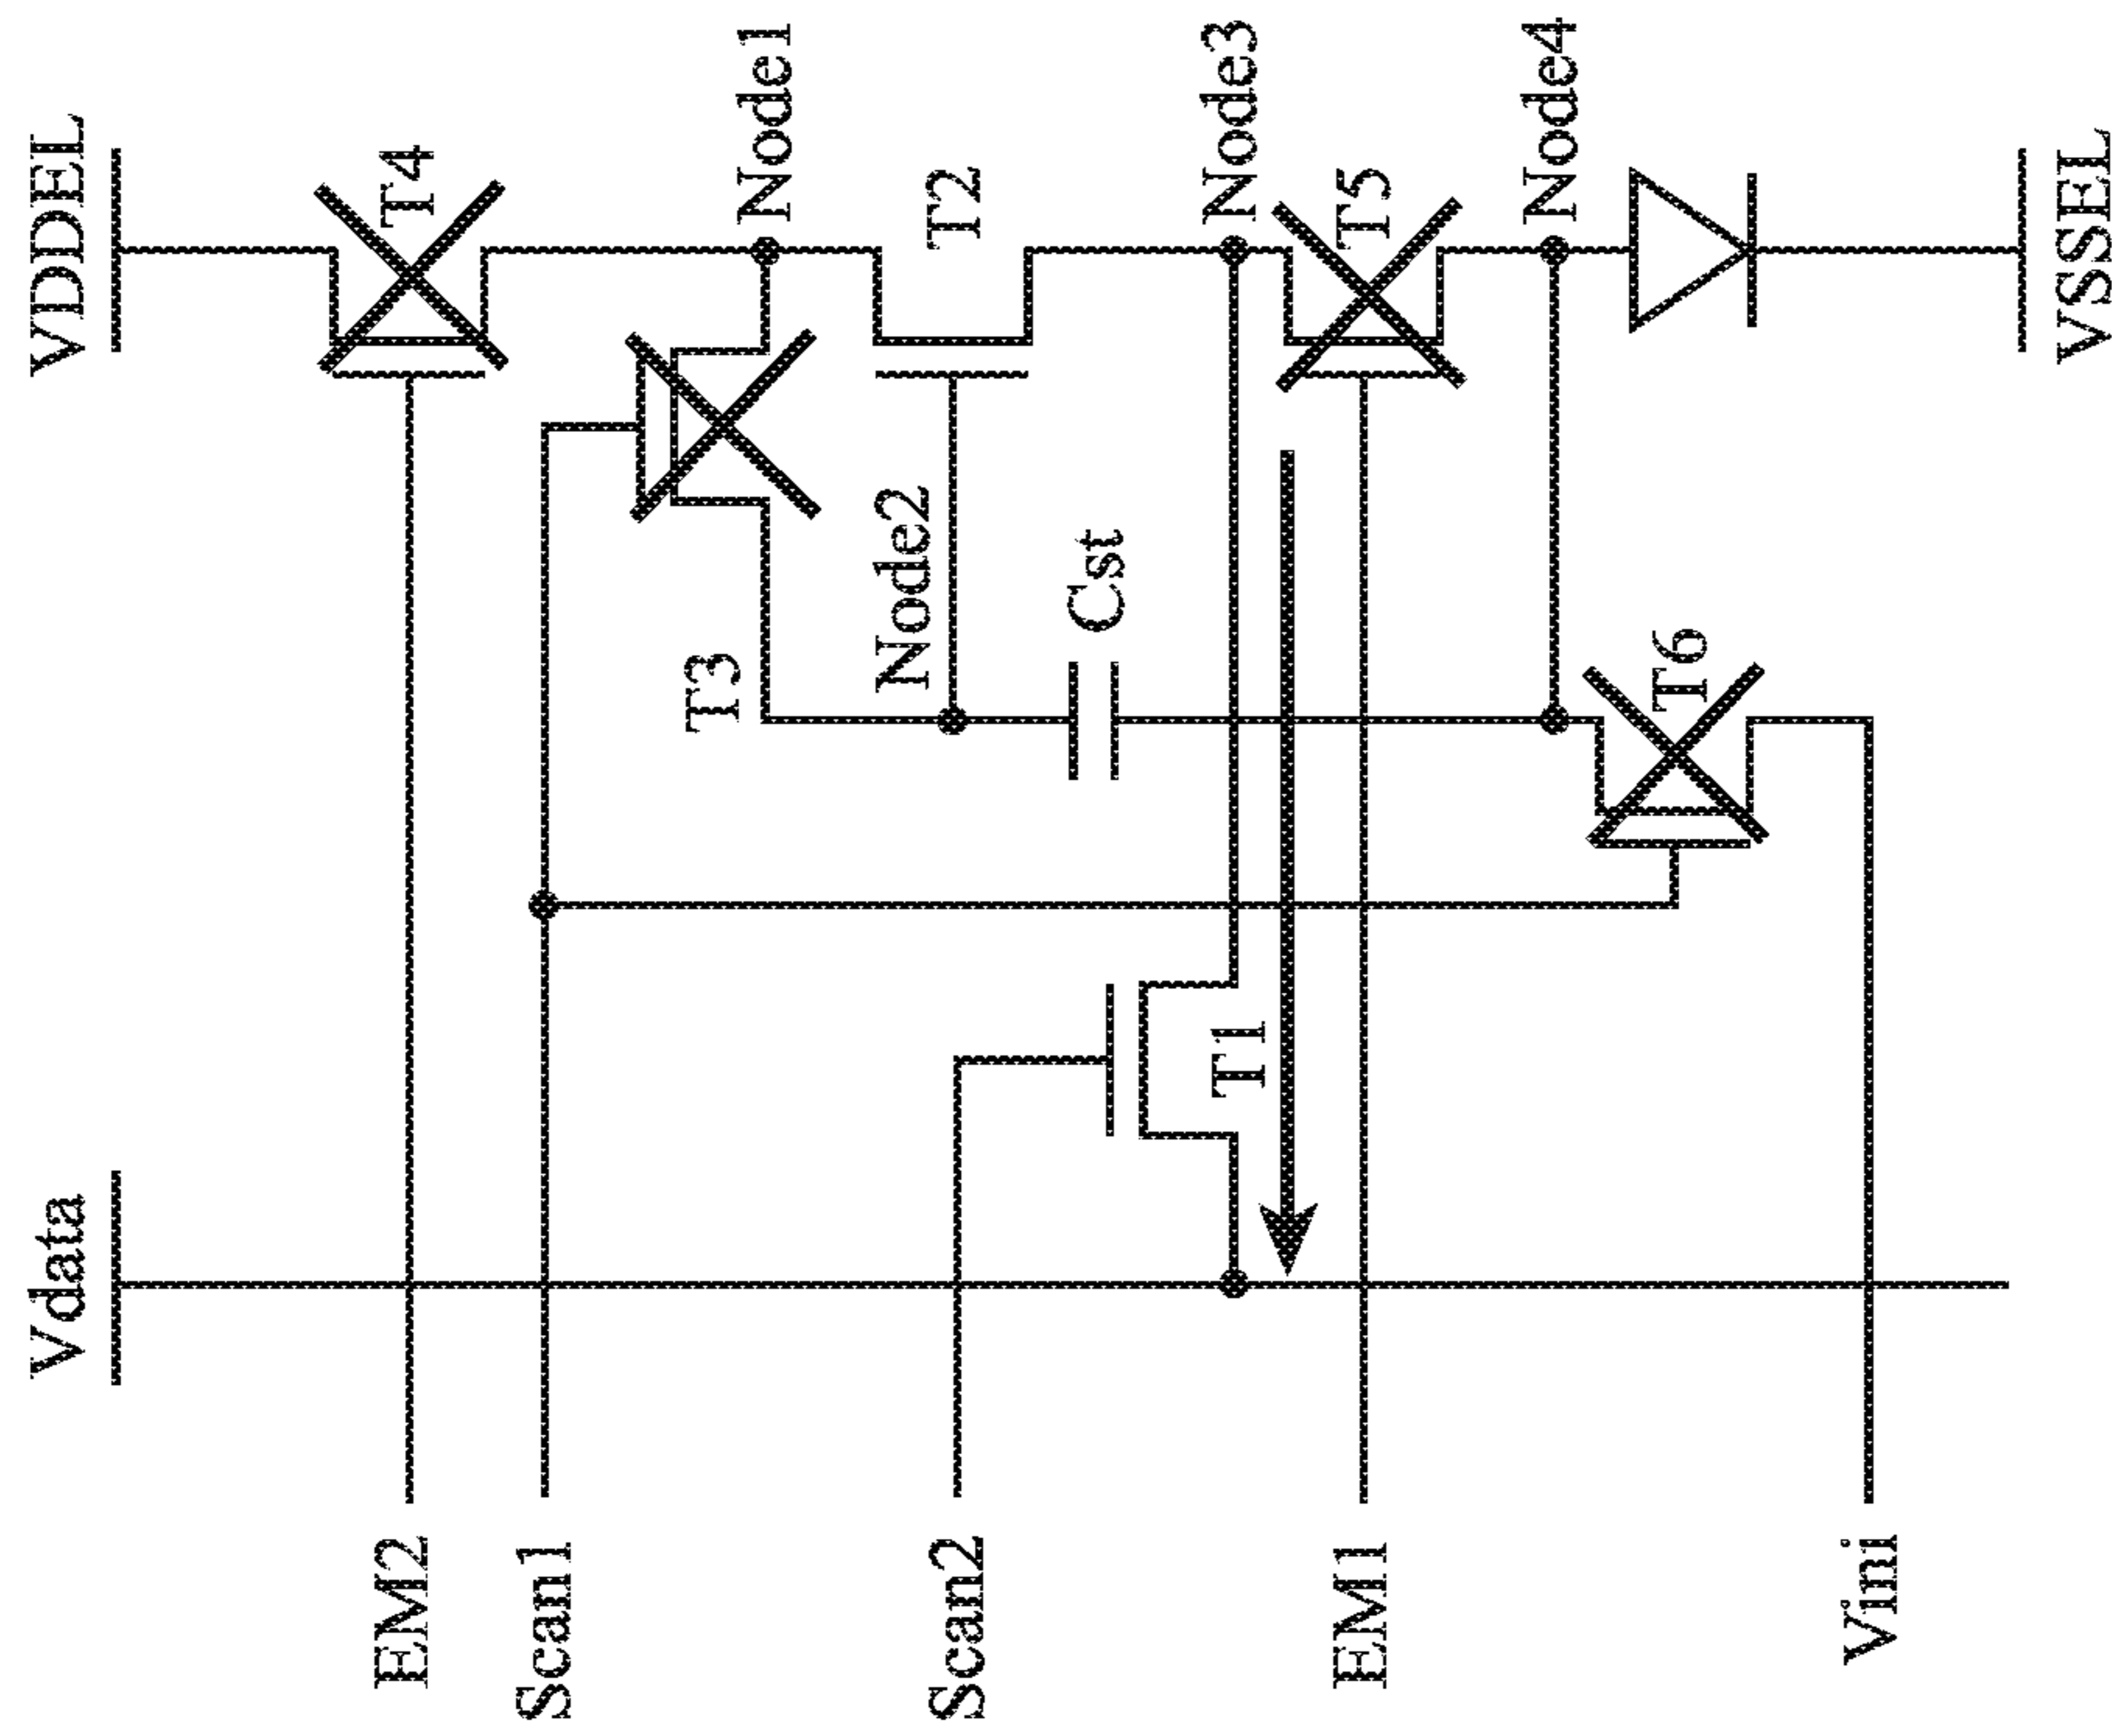 Vdata
VDDEL
EM2
T4
Scan1
T3
Node1
Node2
T2
Scan2
Cst
T1
Node3
EM1
T5
Node4
T6
Vini
VSSEL